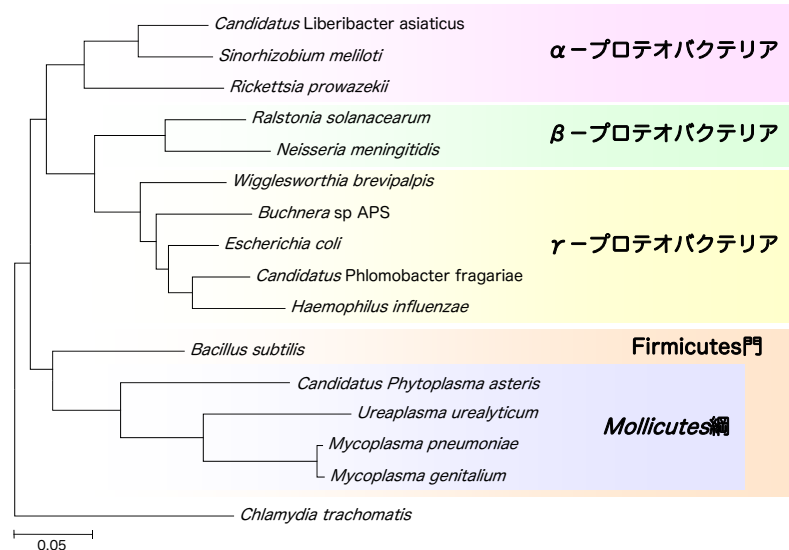 Candidatus Liberibacter asiaticus
Sinorhizobium meliloti
Rickettsia prowazekii
α－プロテオバクテリア
Ralstonia solanacearum
Neisseria meningitidis
β－プロテオバクテリア
Wigglesworthia brevipalpis
Buchnera sp APS
Escherichia coli
Candidatus Phlomobacter fragariae
Haemophilus influenzae
γ－プロテオバクテリア
Bacillus subtilis
Firmicutes門
Candidatus Phytoplasma asteris
Ureaplasma urealyticum
Mycoplasma pneumoniae
Mycoplasma genitalium
Mollicutes綱
Chlamydia trachomatis
0.05